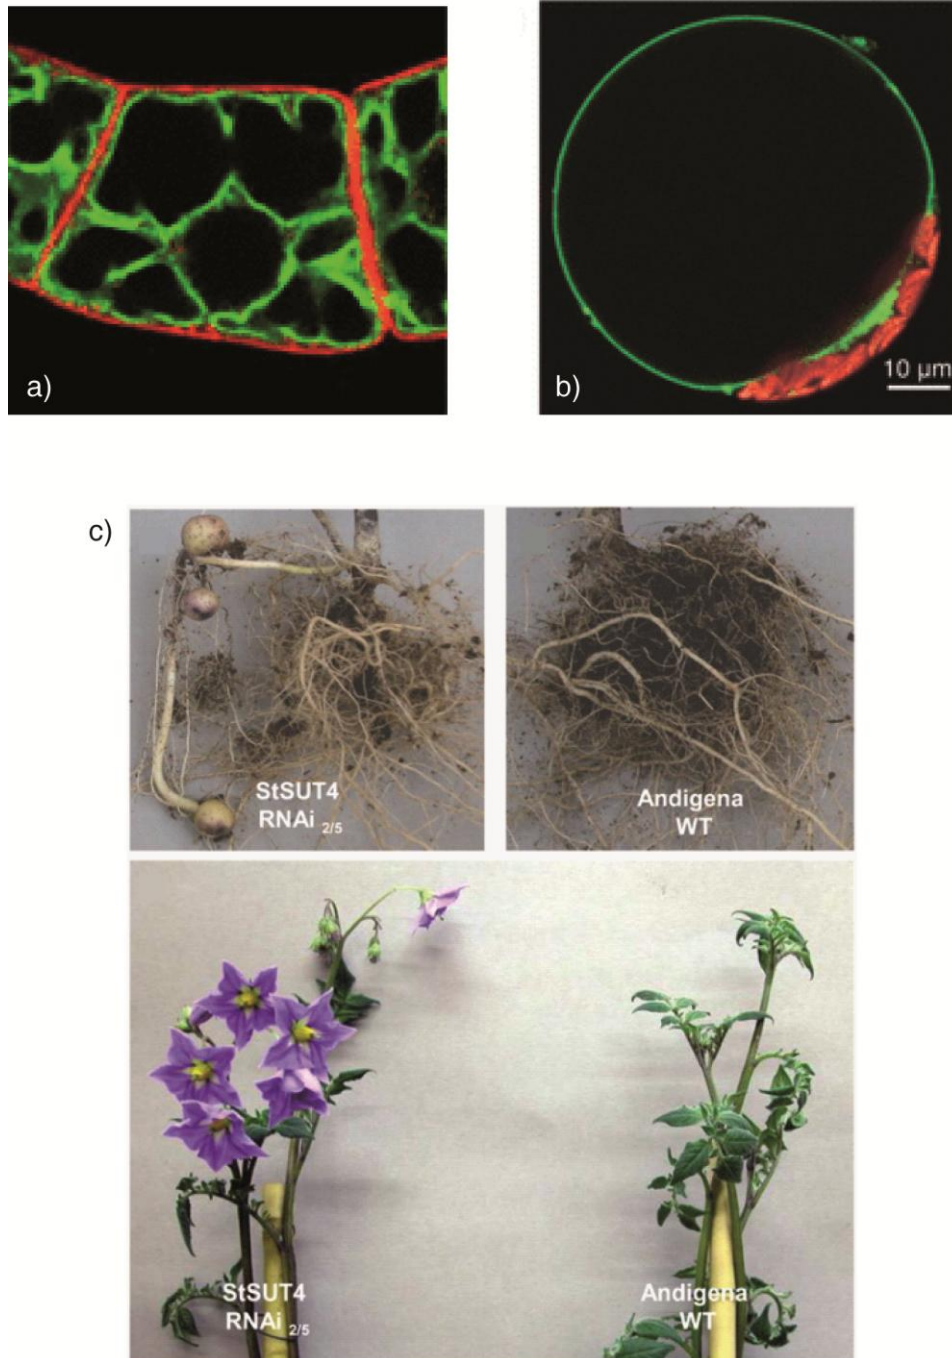 a)
b)
10 µm
c)
StSUT4
RNAi 2/5
Andigena
WT
StSUT4
RNAi 2/5
Andigena
WT